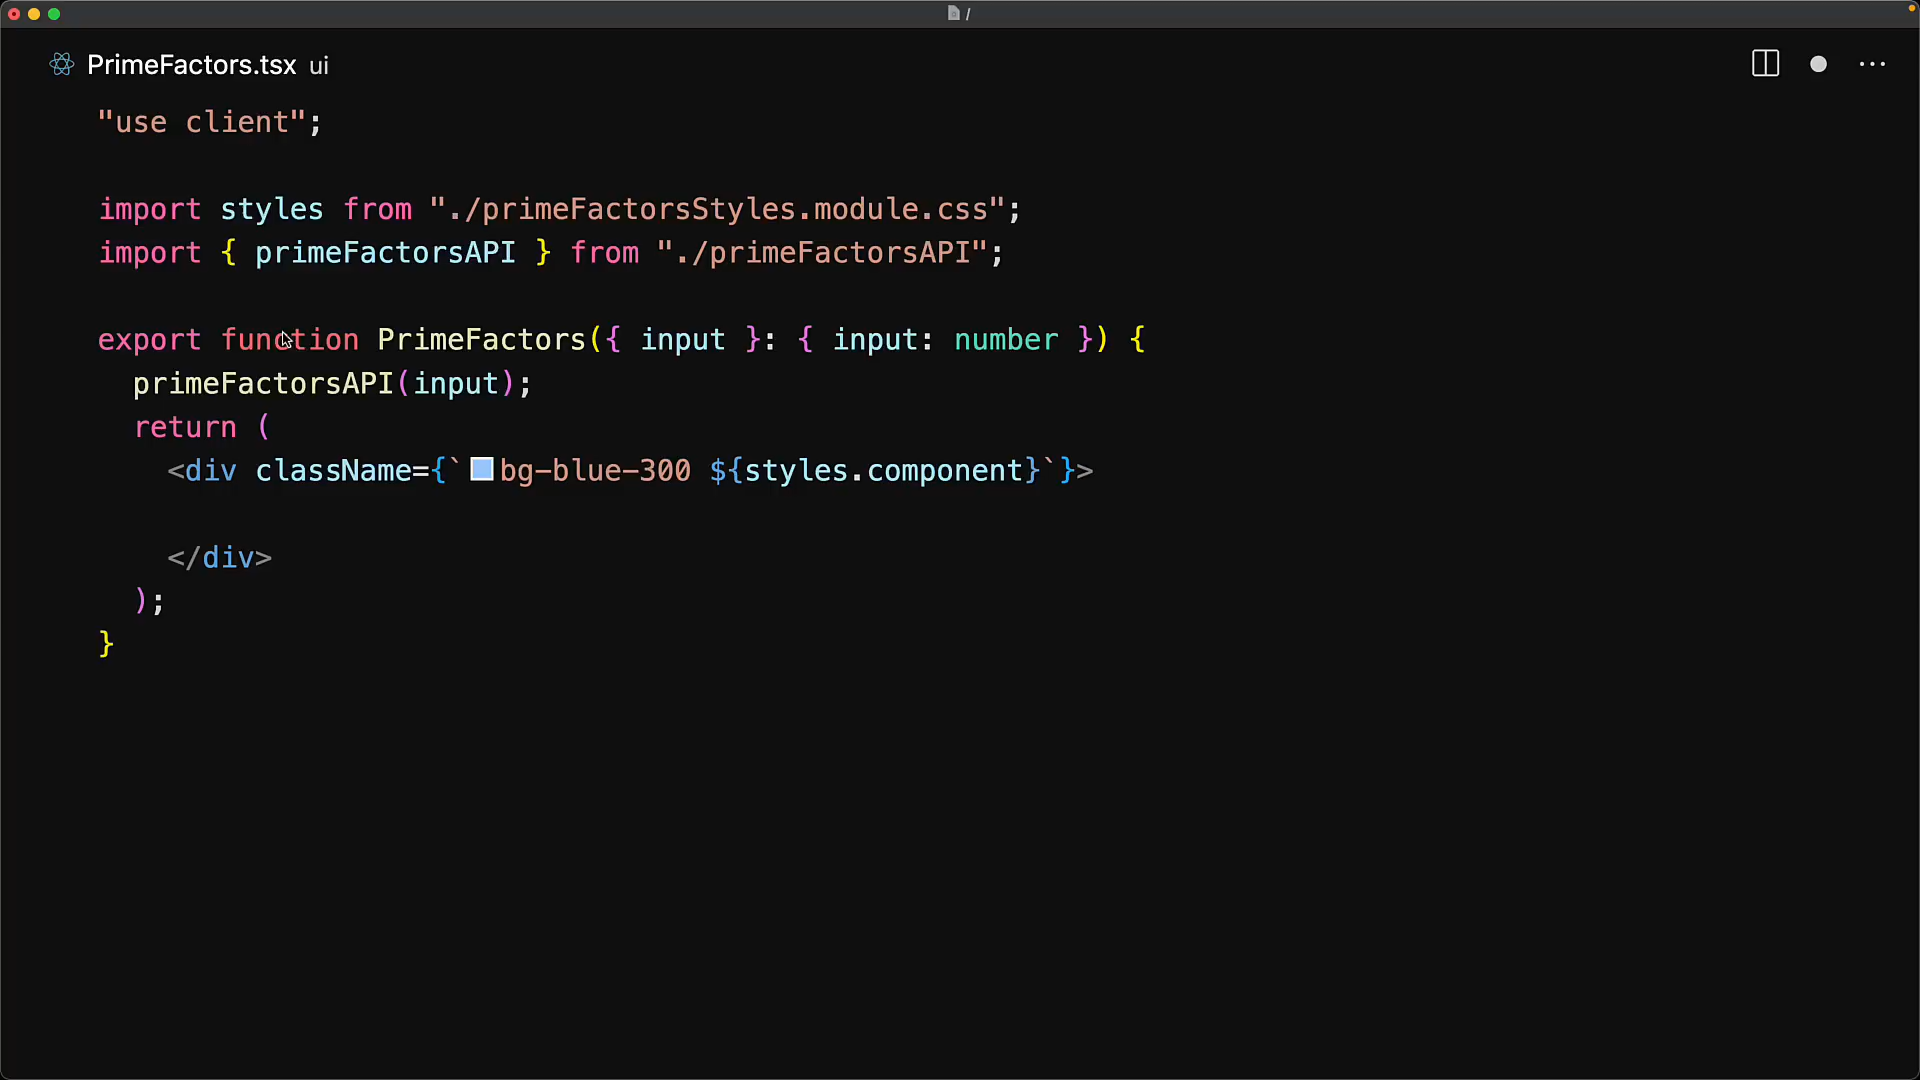 /
PrimeFactors.tsx ui
"use client";
import styles from "./primeFactorsStyles.module.css";
import { primeFactorsAPI } from "./primeFactorsAPI";
export function PrimeFactors({ input }: { input: number }) {
primeFactorsAPI(input);
return (
<div className={`bg-blue-300 ${styles.component}`}>
</div>
);
}